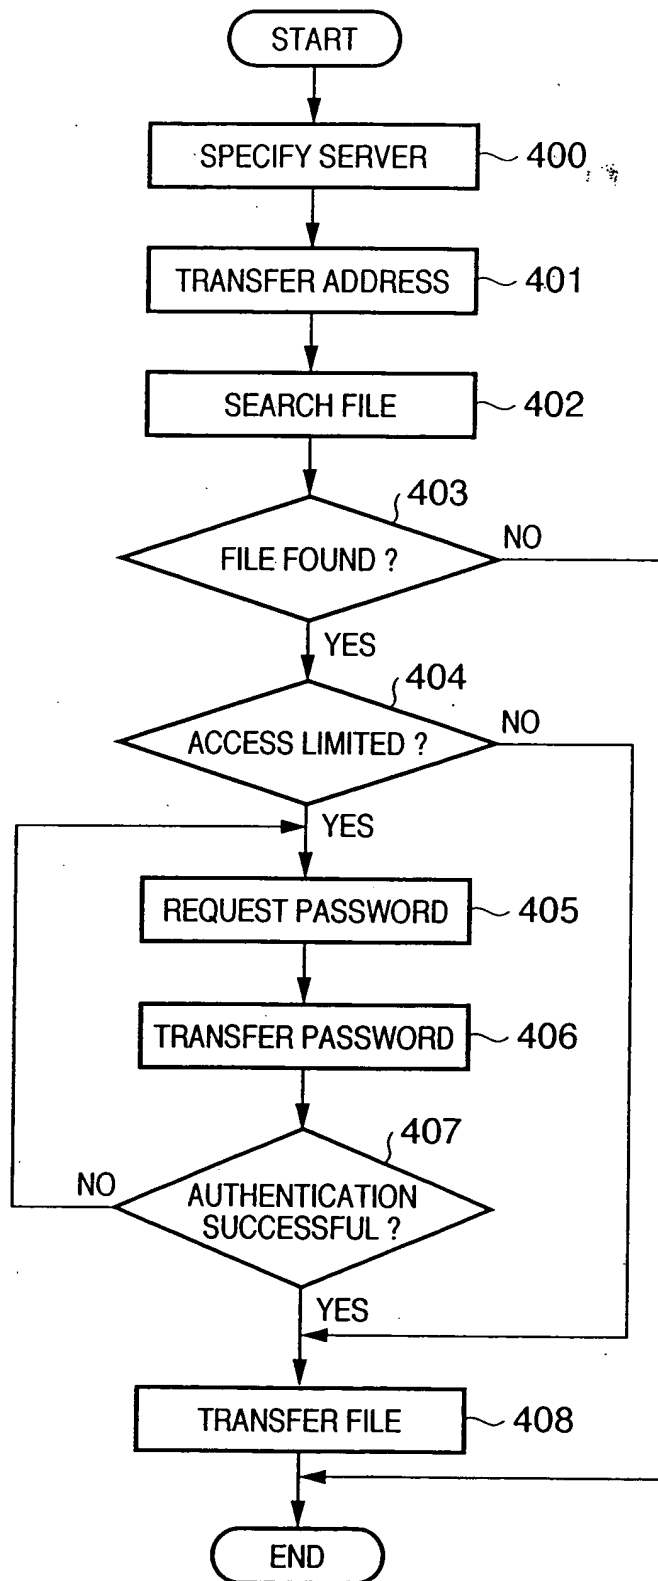 START
SPECIFY SERVER 400
TRANSFER ADDRESS 401
SEARCH FILE 402
403
FILE FOUND ? NO
YES
404
ACCESS LIMITED ? NO
YES
REQUEST PASSWORD 405
TRANSFER PASSWORD 406
407
NO
AUTHENTICATION
SUCCESSFUL ?
YES
TRANSFER FILE 408
END